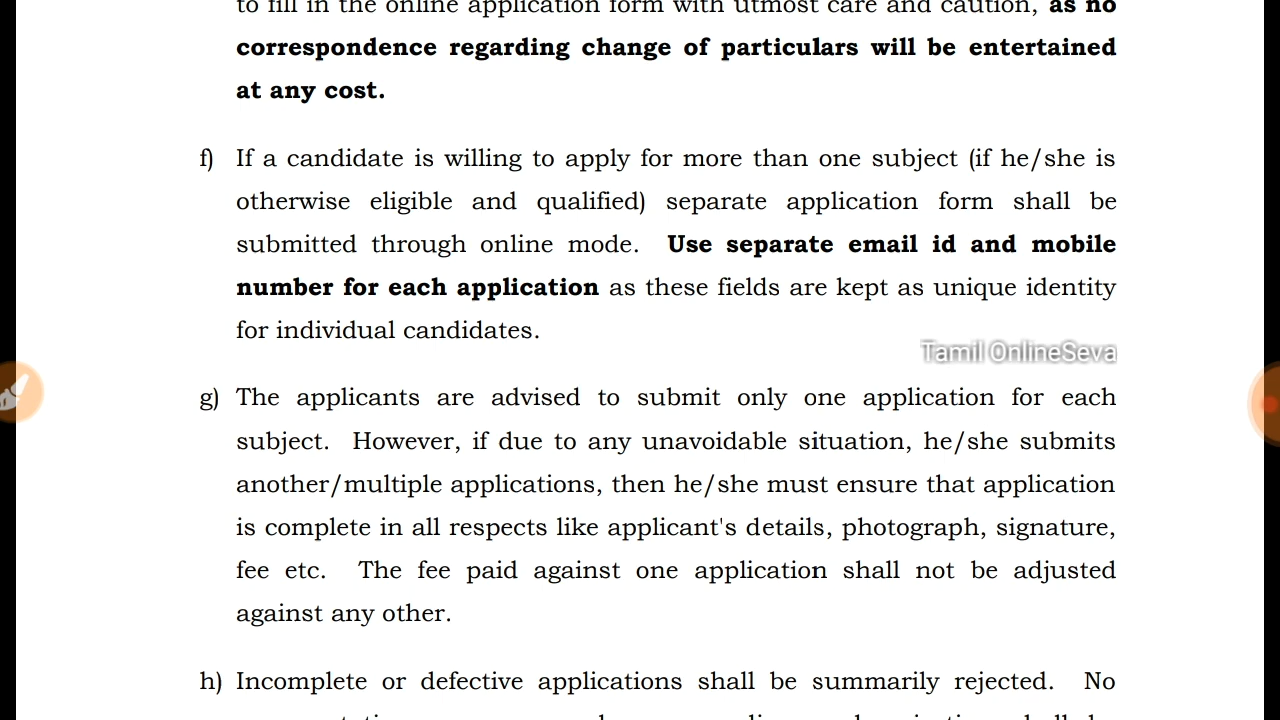 to fill in the online application form with utmost care and caution, as no
correspondence regarding change of particulars will be entertained
at any cost.
f) If a candidate is willing to apply for more than one subject (if he/she is
otherwise eligible and qualified) separate application form shall be
submitted through online mode. Use separate email id and mobile
number for each application as these fields are kept as unique identity
for individual candidates.
Tamil OnlineSeva
g) The applicants are advised to submit only one application for each
subject. However, if due to any unavoidable situation, he/she submits
another/multiple applications, then he/she must ensure that application
is complete in all respects like applicant's details, photograph, signature,
fee etc. The fee paid against one application shall not be adjusted
against any other.
h) Incomplete or defective applications shall be summarily rejected. No